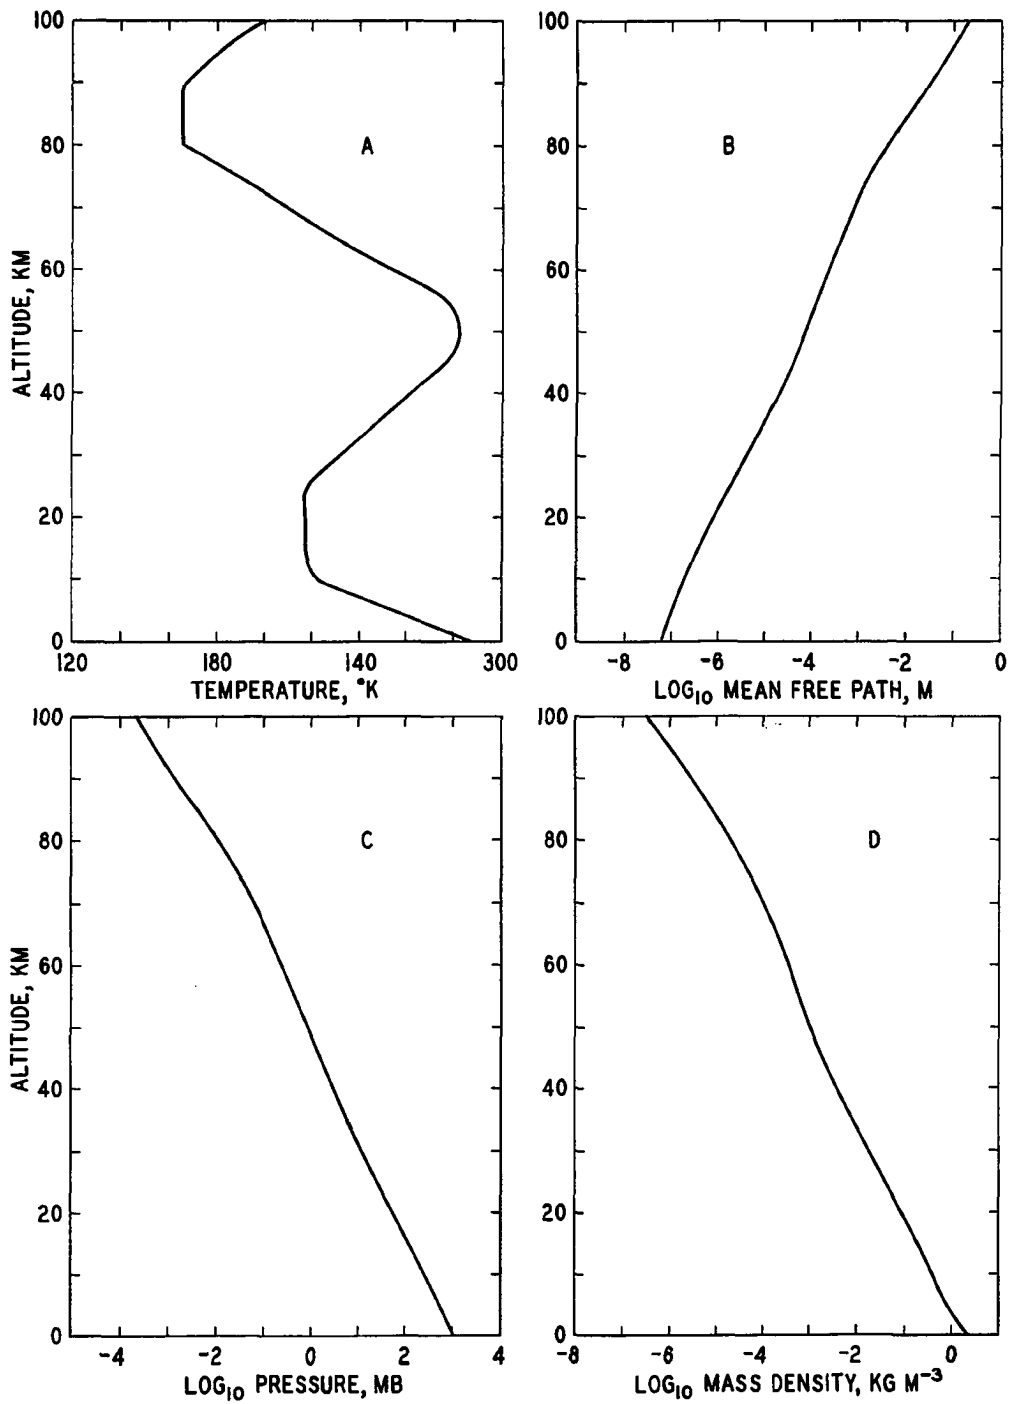 100
80
60
40
20
0
ALTITUDE, KM
A
120 180 140 300
TEMPERATURE, °K
100
80
60
40
20
0
B
-8 -6 -4 -2 0
LOG10 MEAN FREE PATH, M
100
80
60
40
20
0
ALTITUDE, KM
C
-2 0 2 4
LOG10 PRESSURE, MB
100
80
60
40
20
0
D
-8 -6 -4 -2 0
LOG10 MASS DENSITY, KG M-3